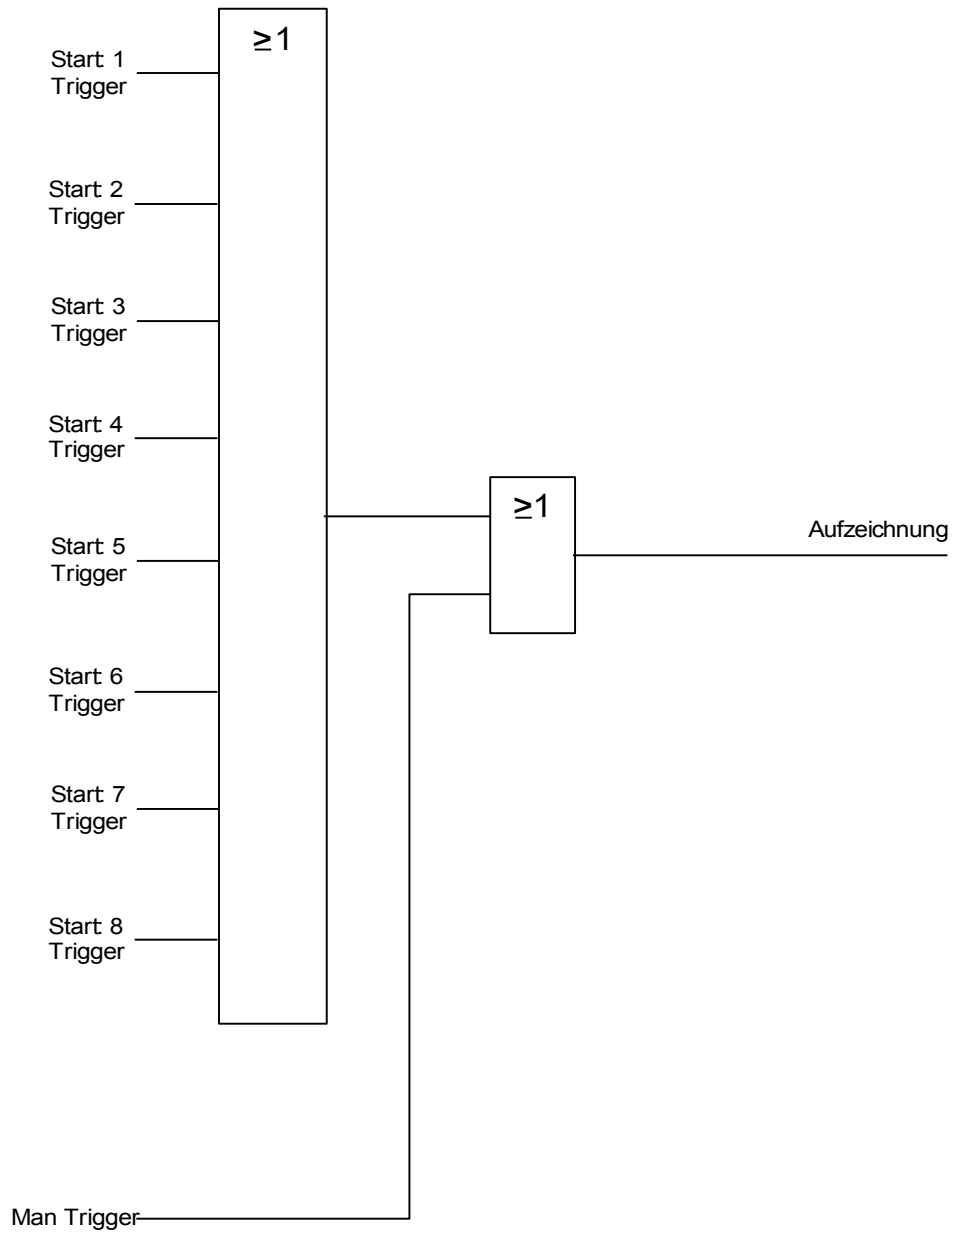 ≥1
Start 1
Trigger
Start 2
Trigger
Start 3
Trigger
Start 4
Trigger
≥1
Aufzeichnung
Start 5
Trigger
Start 6
Trigger
Start 7
Trigger
Start 8
Trigger
Man Trigger